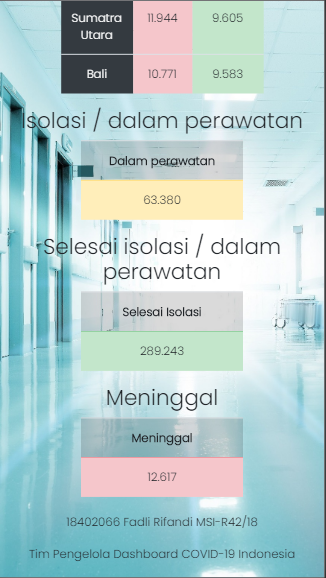 Sumatra
Utara
11.944
9.605
Bali
10.771
9.583
Isolasi / dalam perawatan
Dalam perawatan
63.380
Selesai isolasi / dalam
perawatan
Selesai Isolasi
289.243
Meninggal
Meninggal
12.617
18402066 Fadli Rifandi MSI-R42/18
Tim Pengelola Dashboard COVID-19 Indonesia